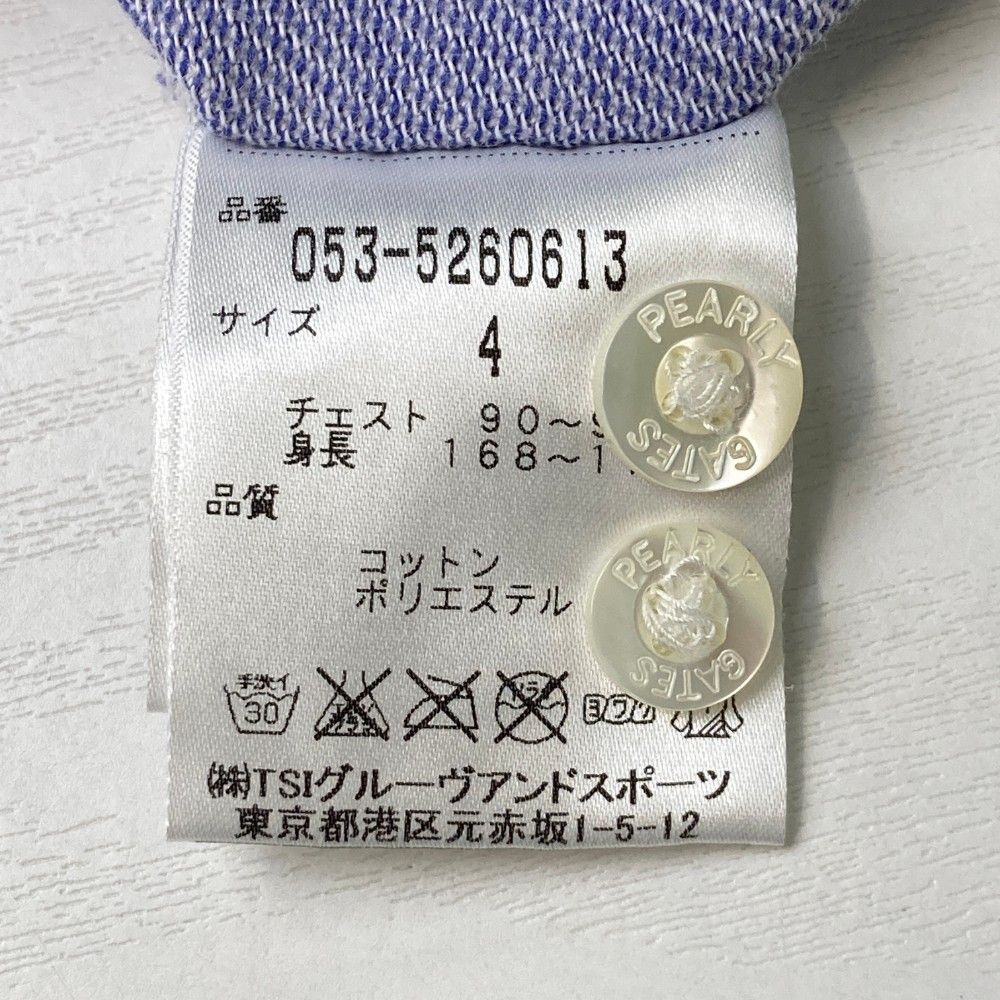 品番
053-5260613
サイズ
4
チェスト 90～
身長 168～1
品質
コットン
ポリエステル
手洗イ
30
ヨワク
㈱TSIグルーヴアンドスポーツ
東京都港区元赤坂1-5-12
PEARLY
GATES
PEARLY
GATES